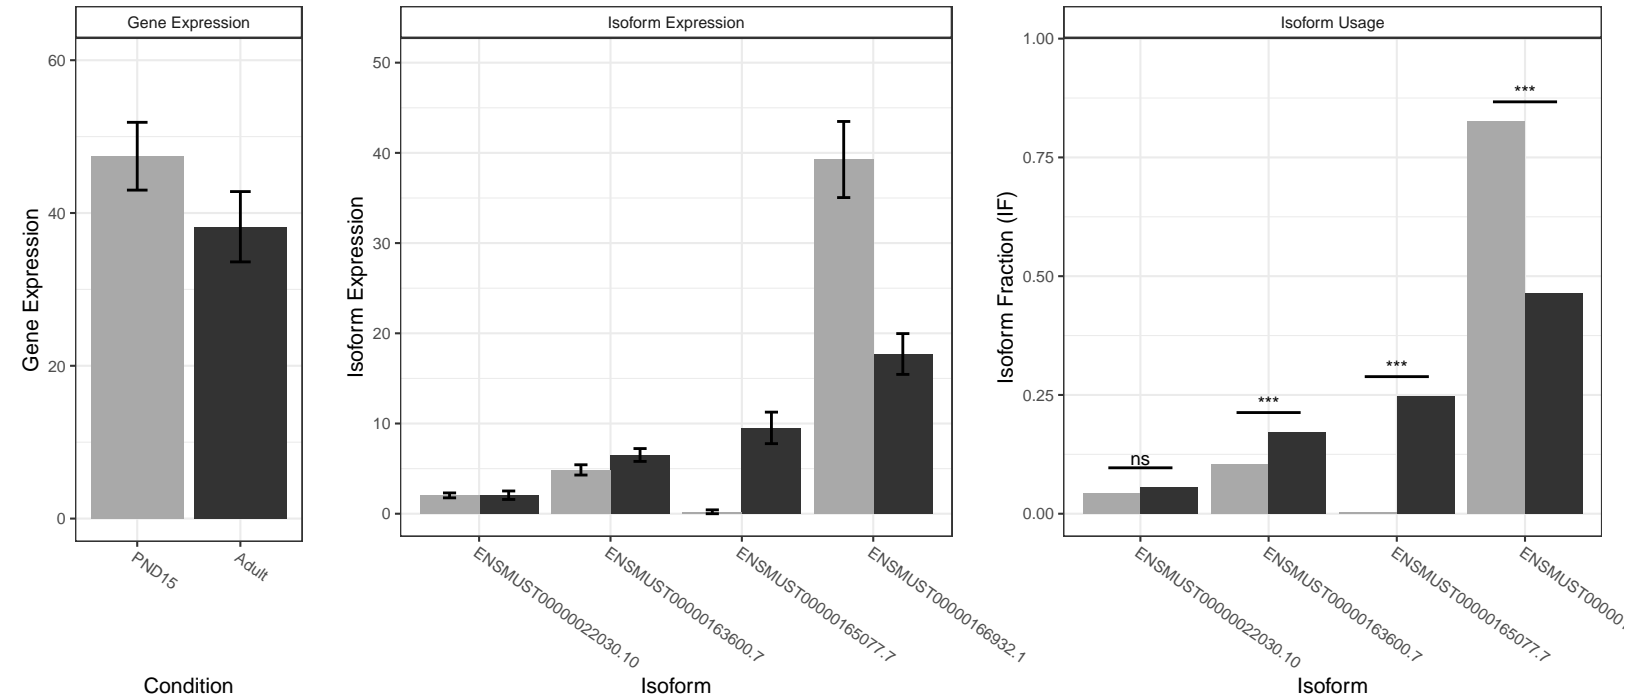 Gene Expression
Isoform Expression
Isoform Usage
Gene Expression
60
40
20
0
PND15
Adult
Condition
Isoform Expression
50
40
30
20
10
0
ENSMUST00000022030.10
ENSMUST00000163600.7
ENSMUST00000165077.7
ENSMUST00000166932.1
Isoform
Isoform Fraction (IF)
1.00
0.75
0.50
0.25
0.00
ns
***
***
***
ENSMUST00000022030.10
ENSMUST00000163600.7
ENSMUST00000165077.7
ENSMUST00000.
Isoform